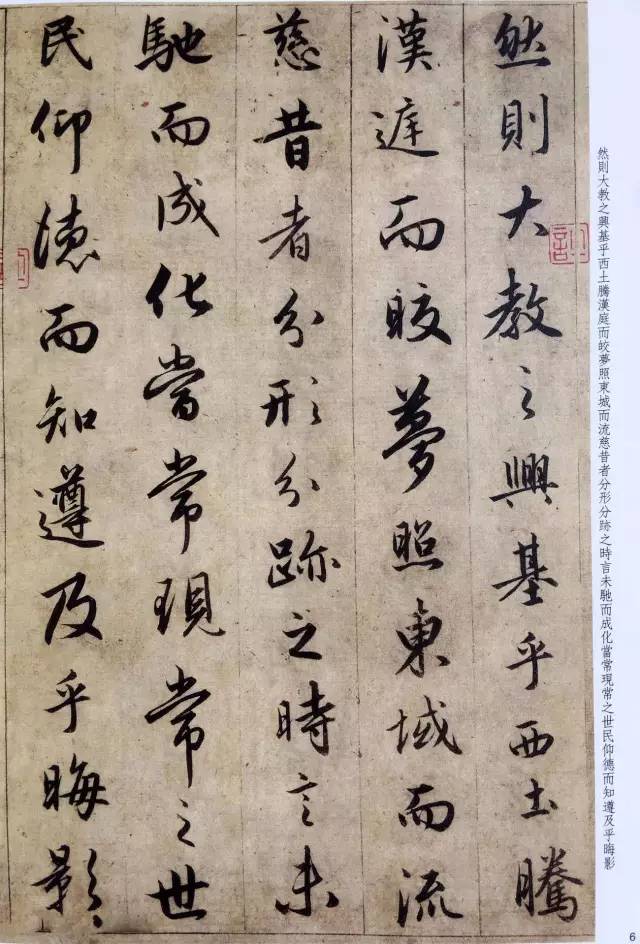 然則大教之興基乎西土騰
漢庭而皎夢照東域而流
慈昔者分形分跡之時言未
馳而成化當常現常之世
民仰德而知遵及乎晦影
然則大教之興基乎西土騰漢庭而皎夢照東城而流慈昔者分形分跡之時言未馳而成化當常現常之世民仰德而知遵及乎晦影
6